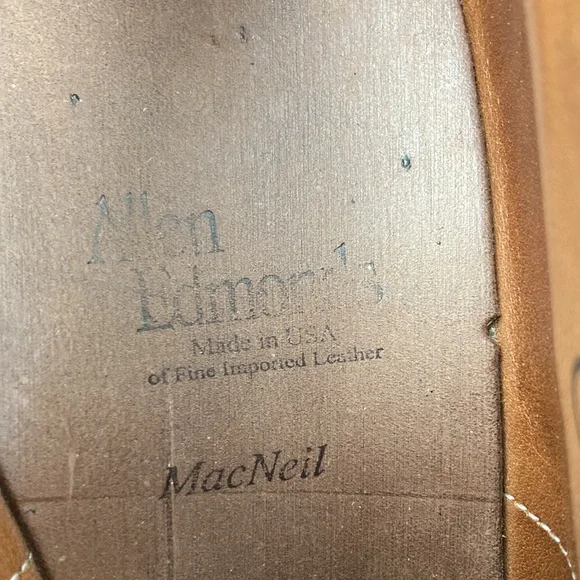 Allen
Edmonds
Made in USA
of Fine Imported Leather
MacNeil